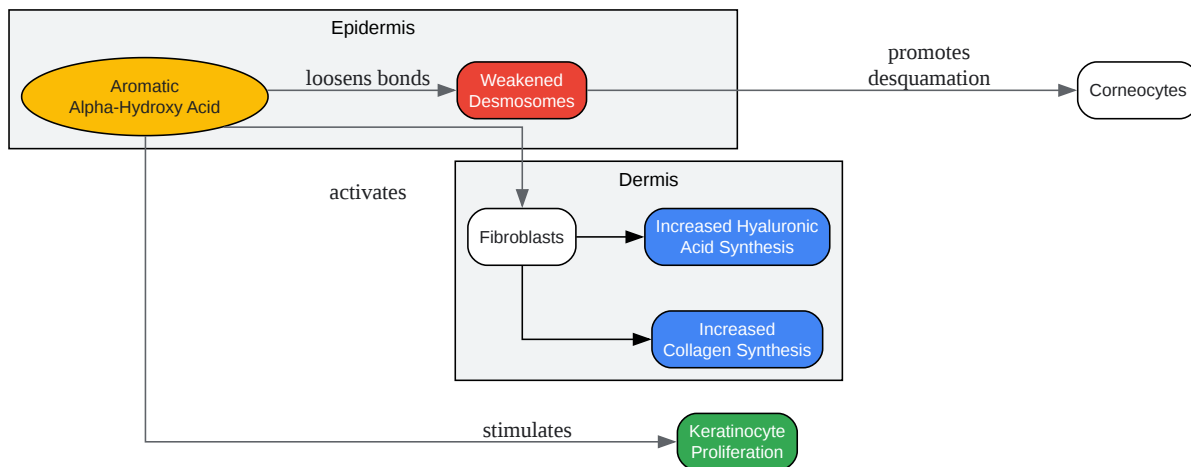 Epidermis
Aromatic
Alpha-Hydroxy Acid
loosens bonds
Weakened
Desmosomes
promotes
desquamation
Corneocytes
activates
Dermis
Fibroblasts
Increased Hyaluronic
Acid Synthesis
Increased
Collagen Synthesis
stimulates
Keratinocyte
Proliferation